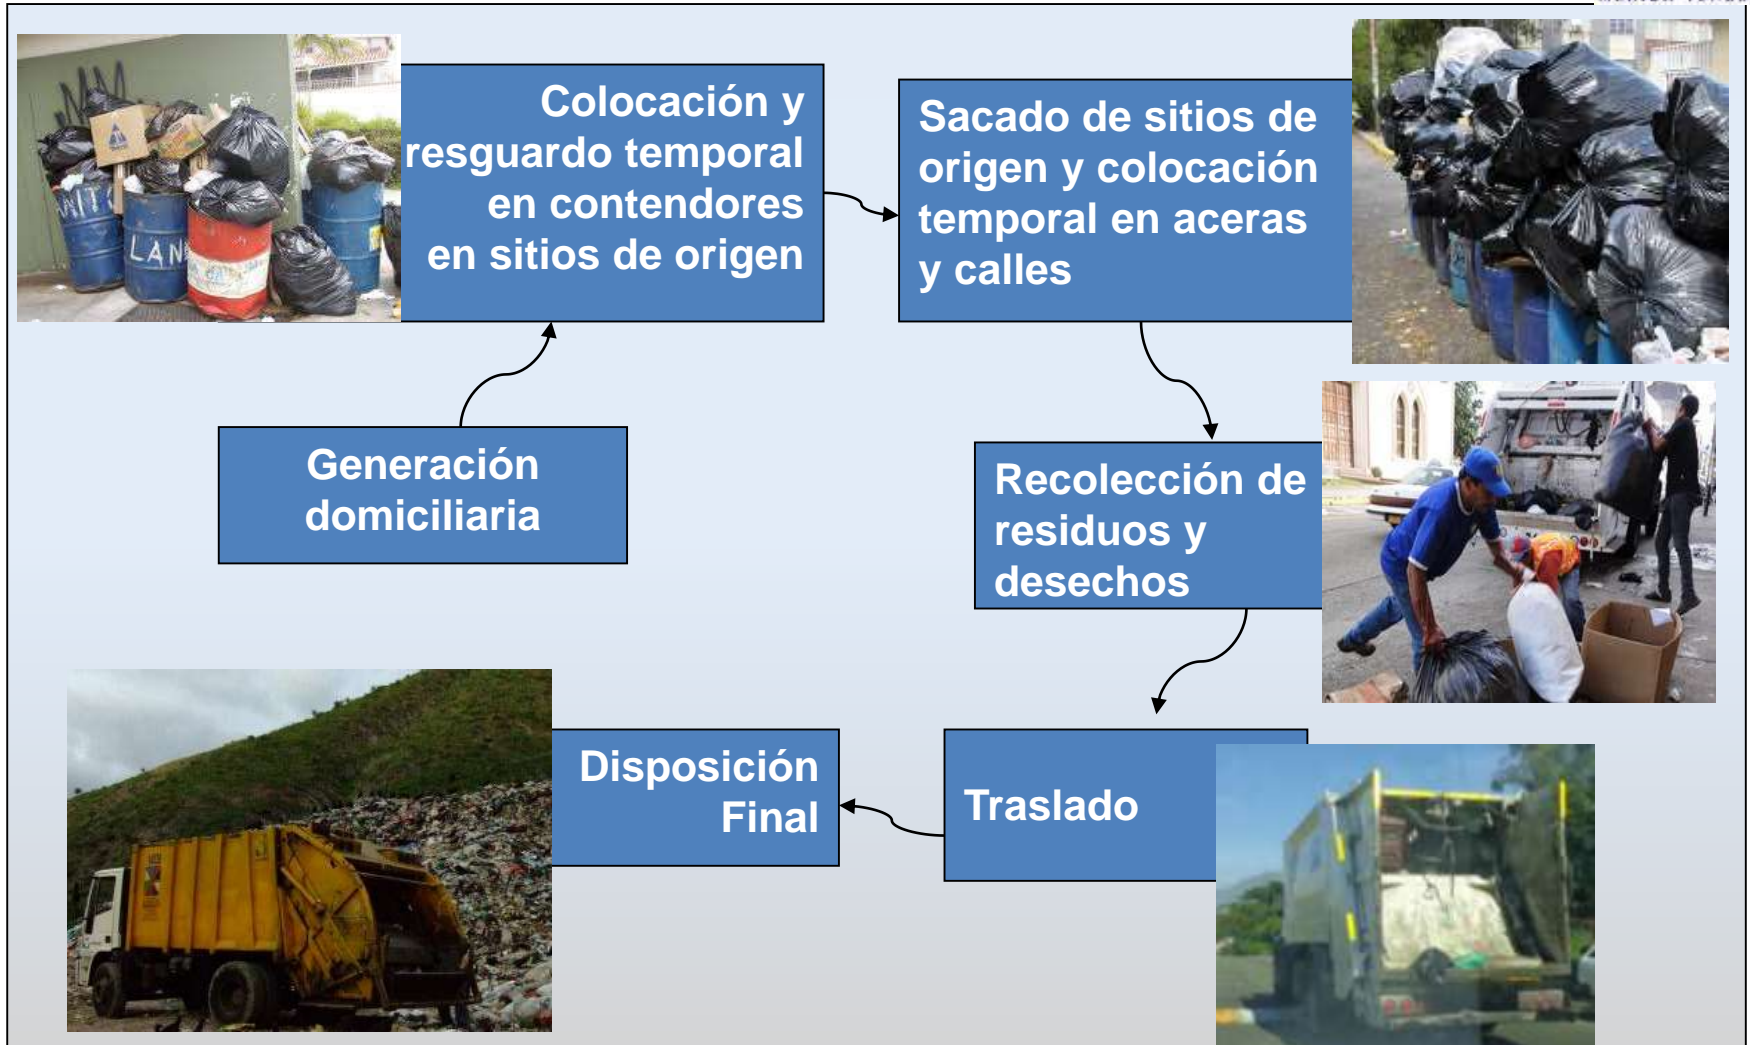 Colocación y
resguardo temporal
en contendores
en sitios de origen
Sacado de sitios de
origen y colocación
temporal en aceras
y calles
Generación
domiciliaria
Recolección de
residuos y
desechos
Disposición
Final
Traslado
LAN